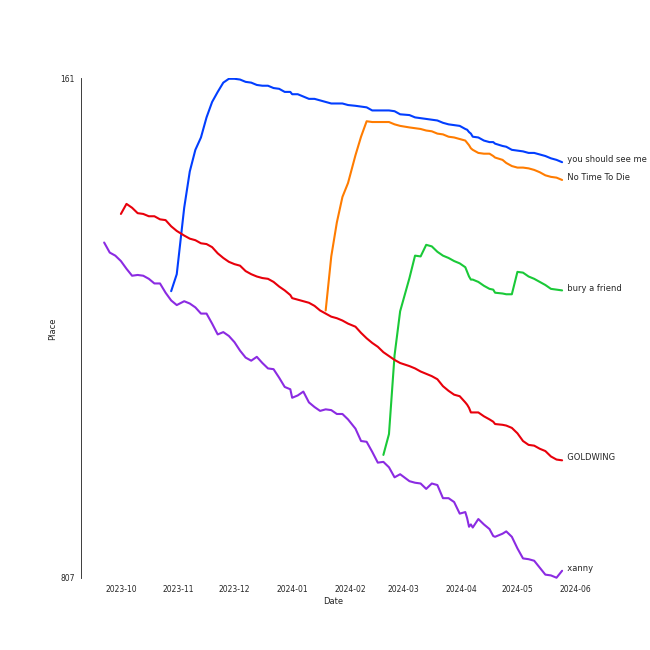 161
you should see me
No Time To Die
bury a friend
Place
GOLDWING
xanny
807
2023-10 2023-11 2023-12 2024-01 2024-02 2024-03 2024-04 2024-05 2024-06
Date